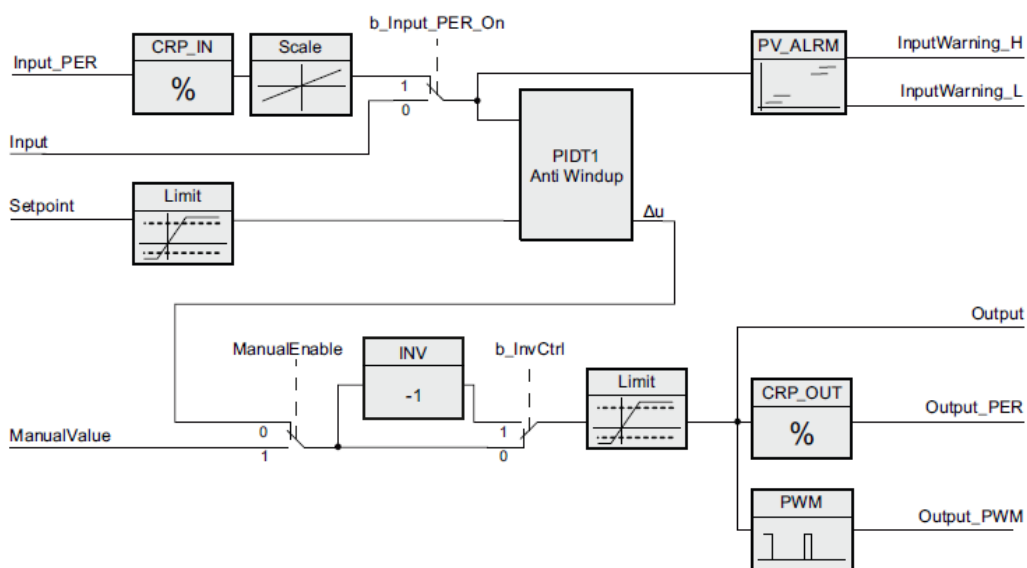 b_Input_PER_On
Input_PER
CRP_IN
%
Scale
1
0
PV_ALRM
InputWarning_H
InputWarning_L
Input
PIDT1
Anti Windup
Setpoint
Limit
Δu
ManualEnable
INV
-1
b_InvCtrl
Limit
Output
CRP_OUT
%
Output_PER
ManualValue
0
1
1
0
PWM
Output_PWM